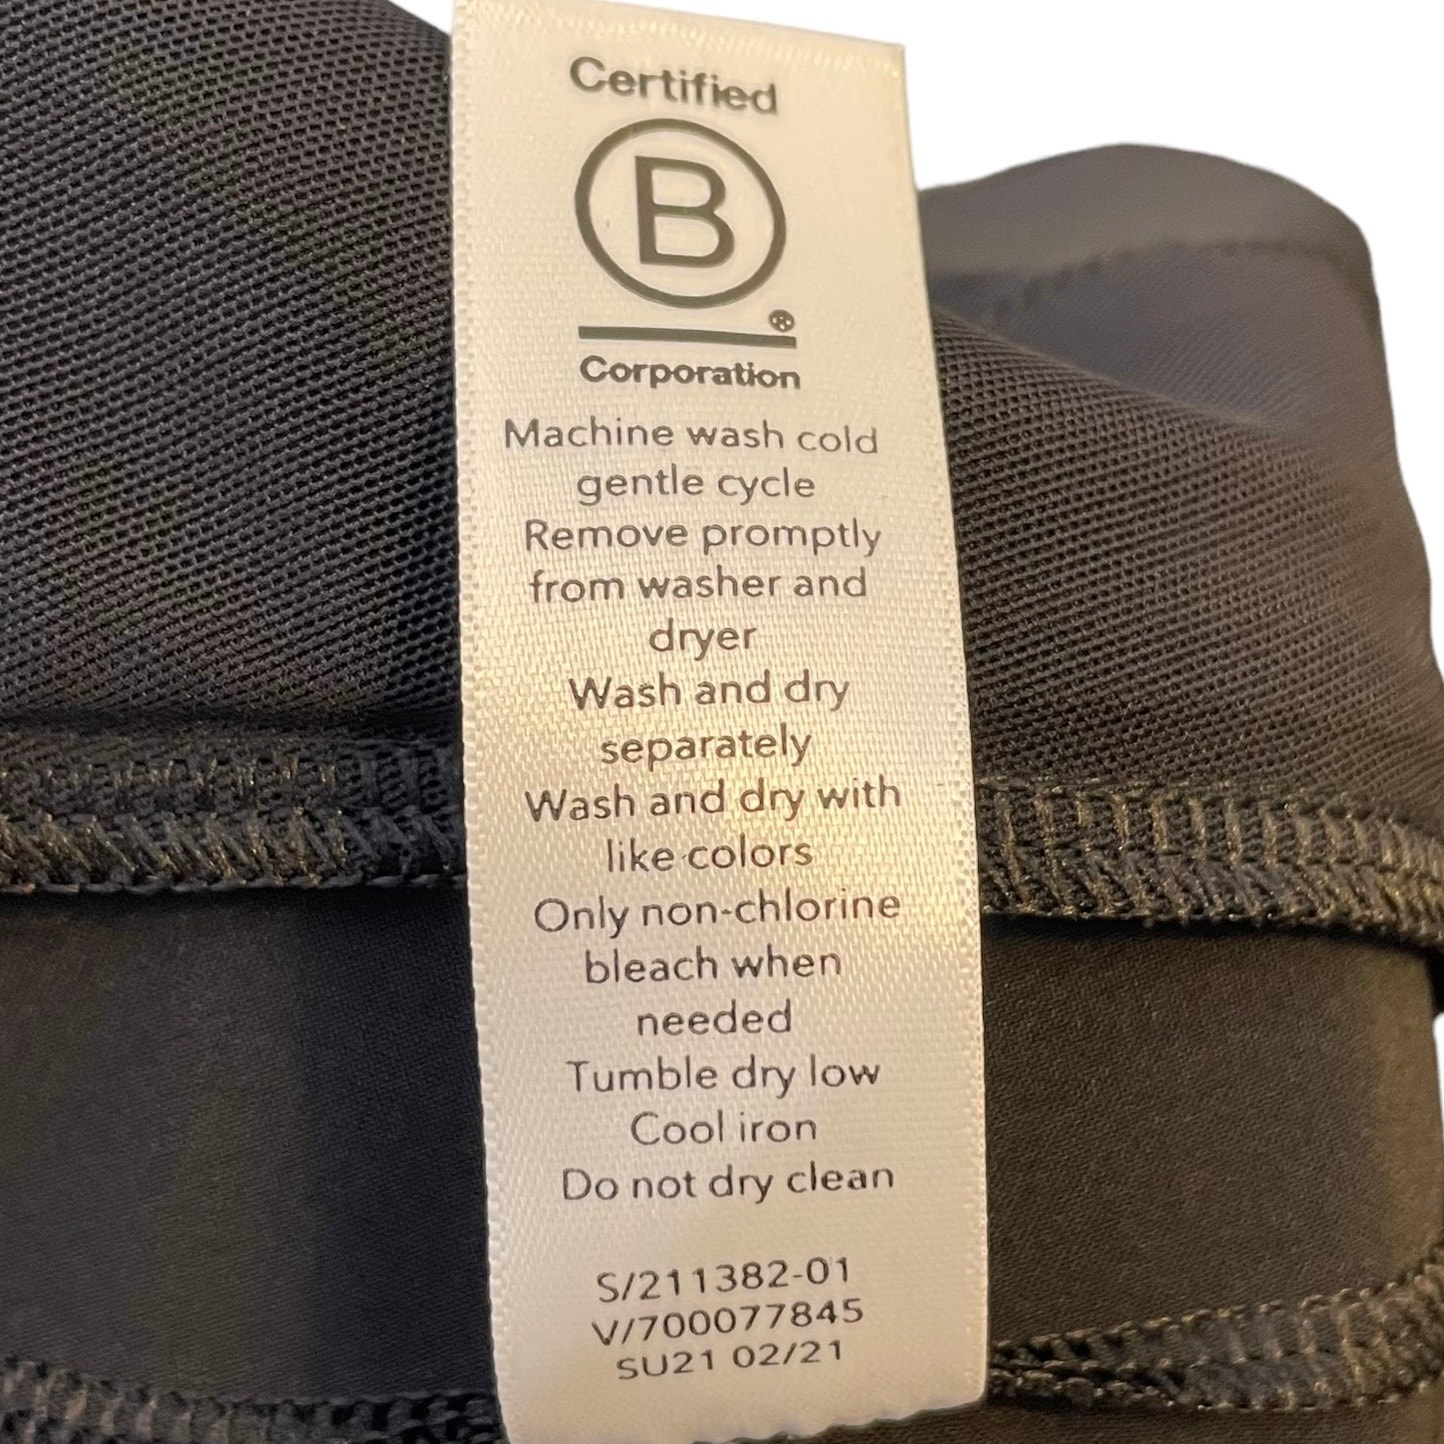 Certified
B
®
Corporation
Machine wash cold
gentle cycle
Remove promptly
from washer and
dryer
Wash and dry
separately
Wash and dry with
like colors
Only non-chlorine
bleach when
needed
Tumble dry low
Cool iron
Do not dry clean
S/211382-01
V/700077845
SU21 02/21